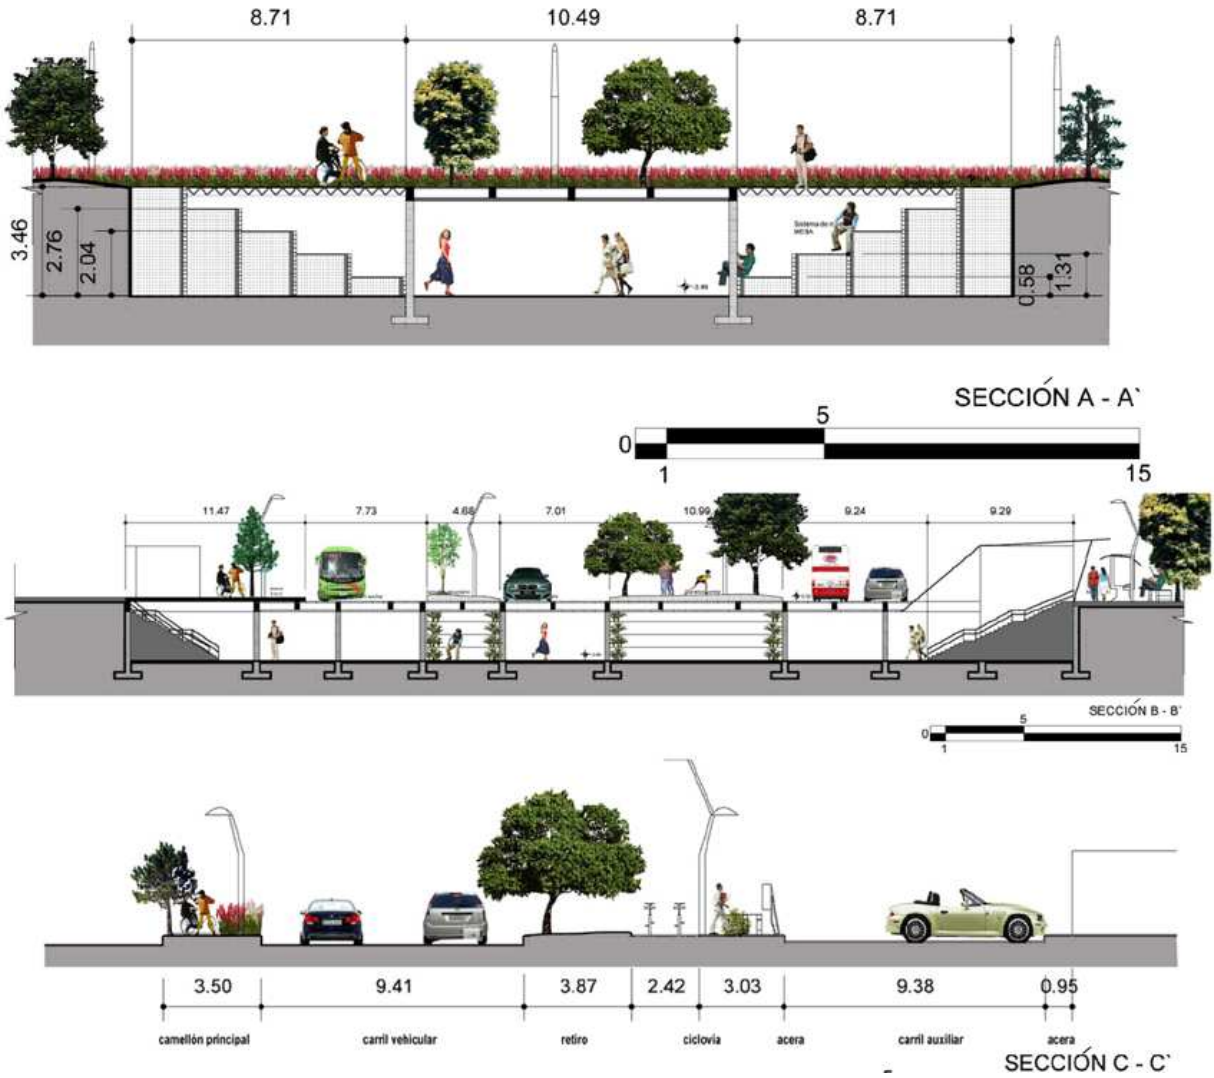 8.71 10.49 8.71
3.46
2.76
2.04
Sistema de r
MESA
0.58
1.31
SECCIÓN A - A`
0 5
1 15
11.47 7.73 4.68 7.01 10.99 9.24 9.29
SECCIÓN B - B`
0 5
1 15
3.50 9.41 3.87 2.42 3.03 9.38 0.95
camellón principal carril vehicular retiro ciclovia acera carril auxiliar acera
SECCIÓN C - C`